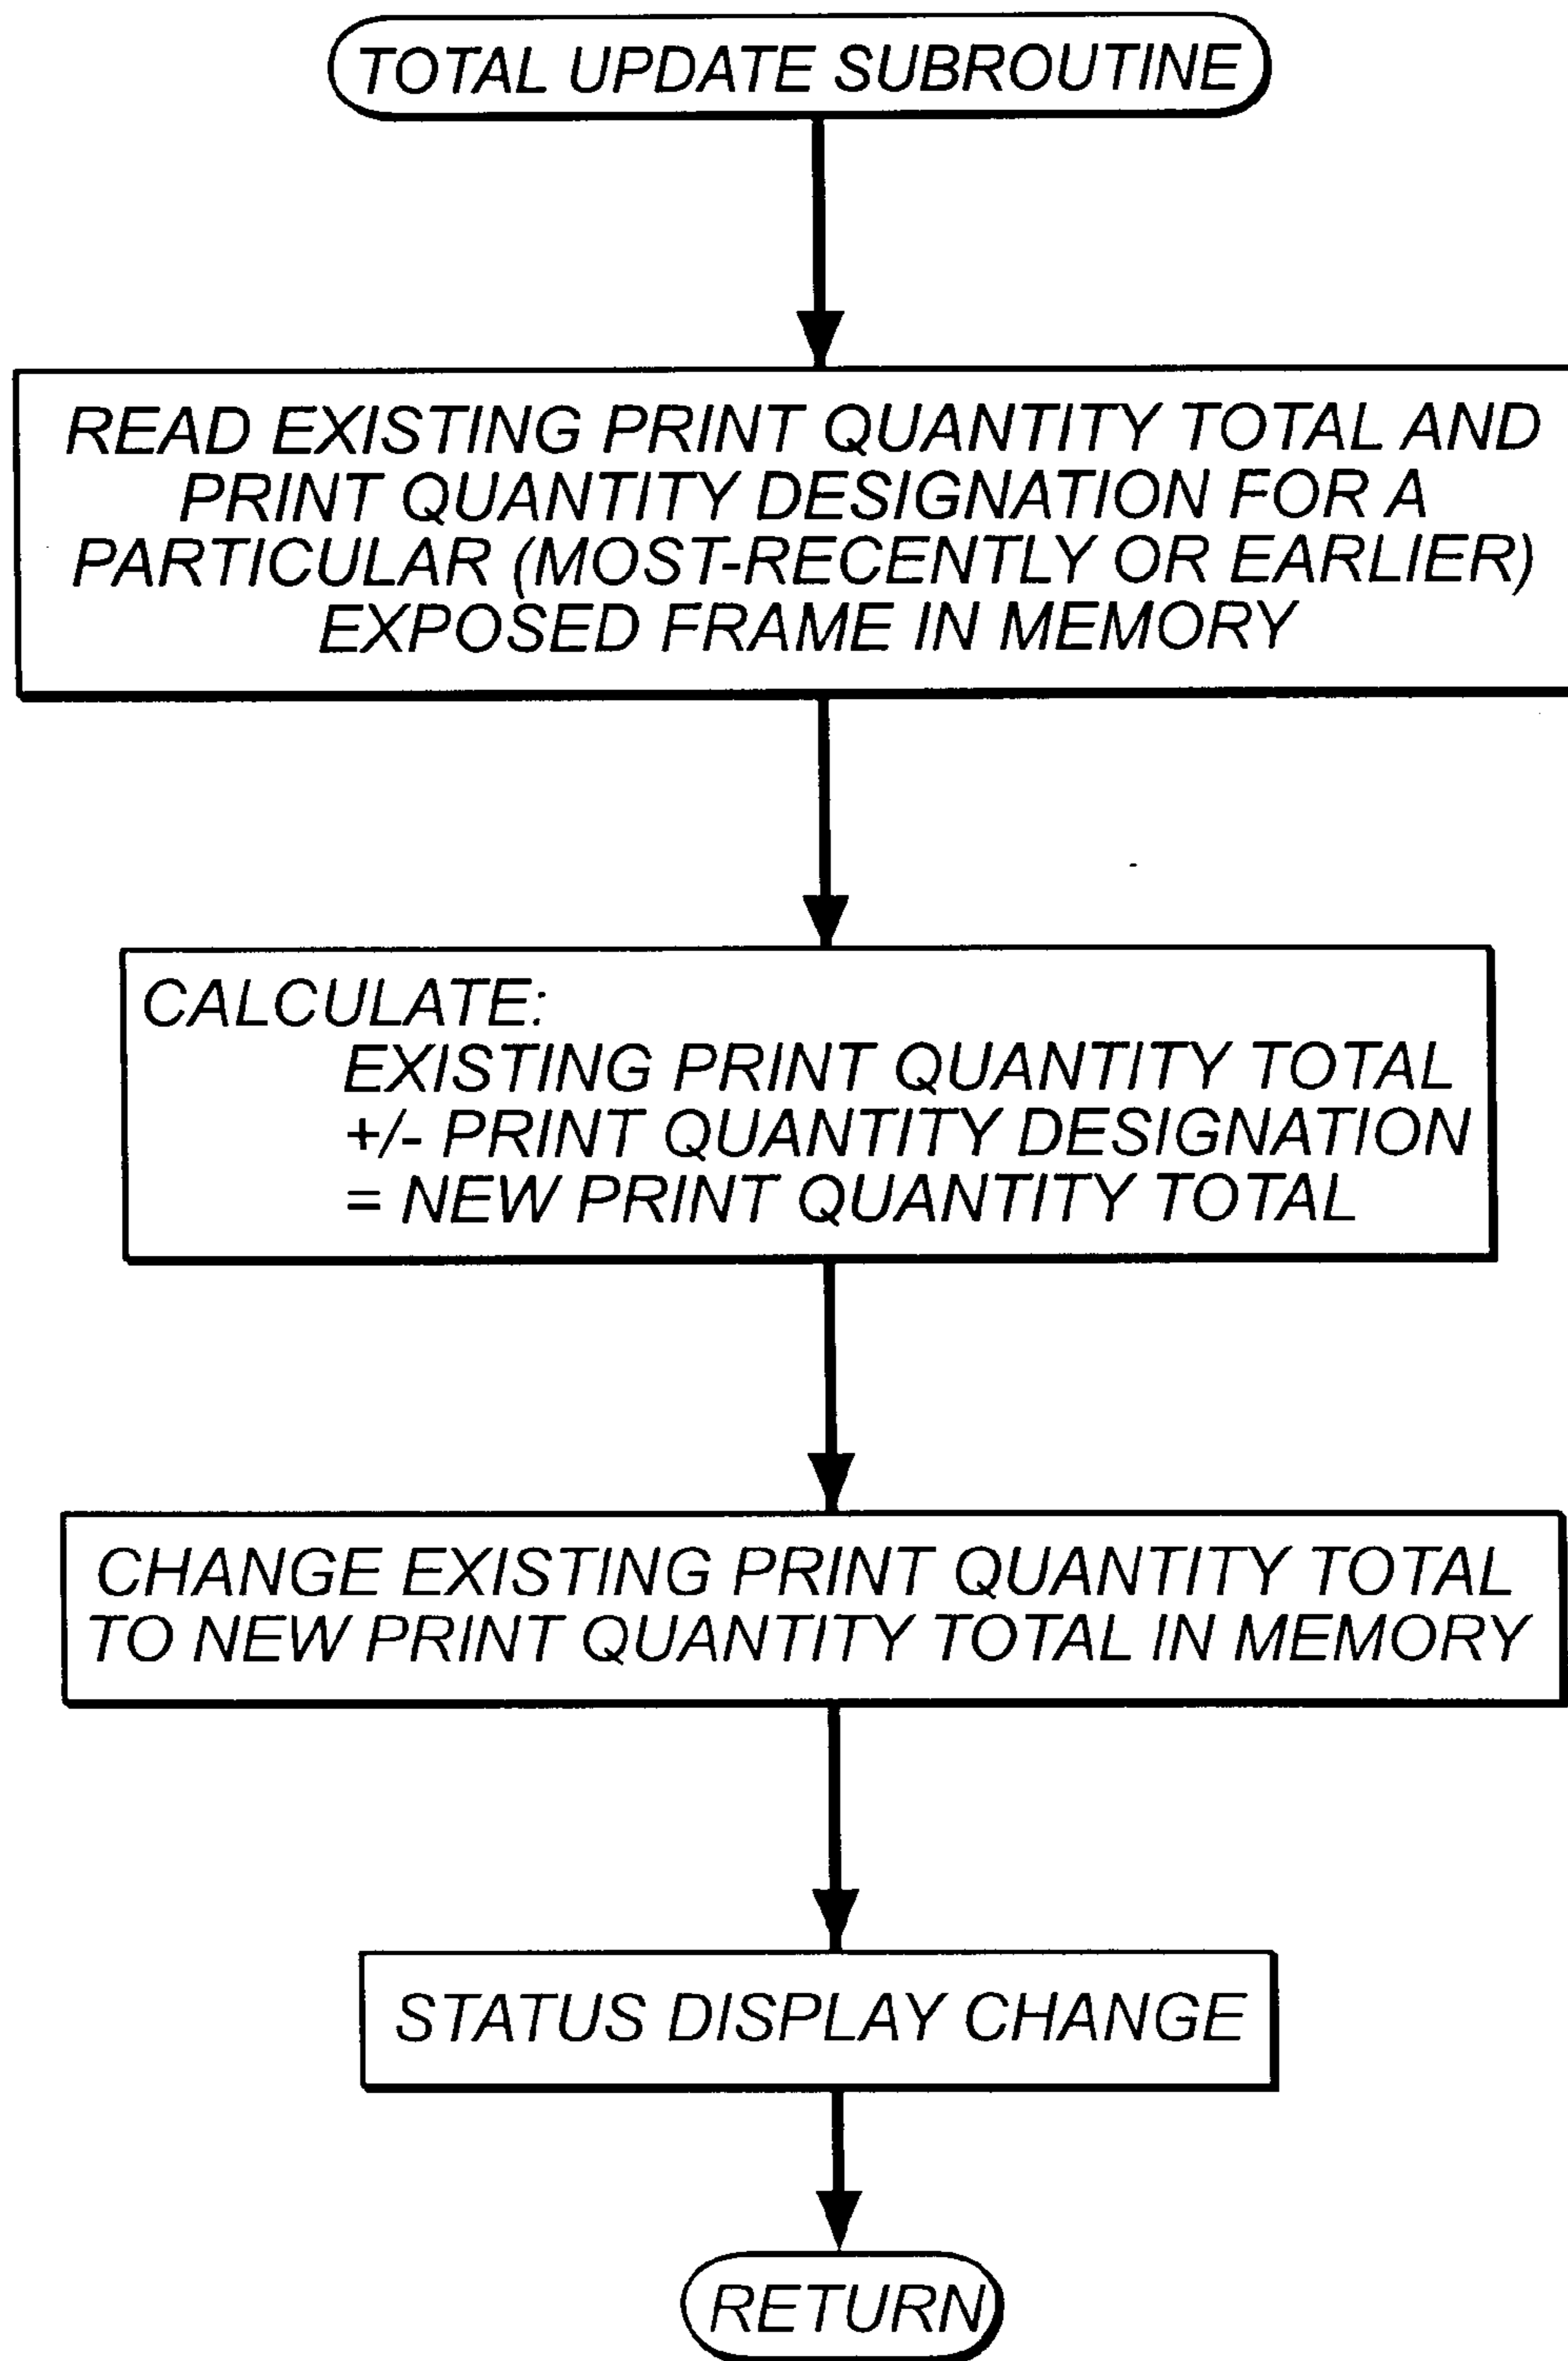 TOTAL UPDATE SUBROUTINE
READ EXISTING PRINT QUANTITY TOTAL AND
PRINT QUANTITY DESIGNATION FOR A
PARTICULAR (MOST-RECENTLY OR EARLIER)
EXPOSED FRAME IN MEMORY
CALCULATE:
EXISTING PRINT QUANTITY TOTAL
+/- PRINT QUANTITY DESIGNATION
= NEW PRINT QUANTITY TOTAL
CHANGE EXISTING PRINT QUANTITY TOTAL
TO NEW PRINT QUANTITY TOTAL IN MEMORY
STATUS DISPLAY CHANGE
RETURN